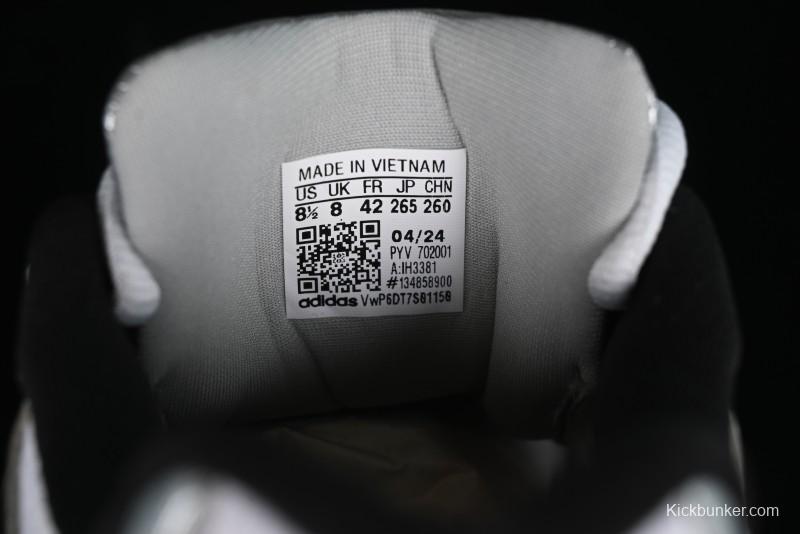 MADE IN VIETNAM
US UK FR JP CHN
8½ 8 42 265 260
04/24
PYV 702001
A:IH3381
#134858900
adidas VwP6DT7S01150
Kickbunker.com